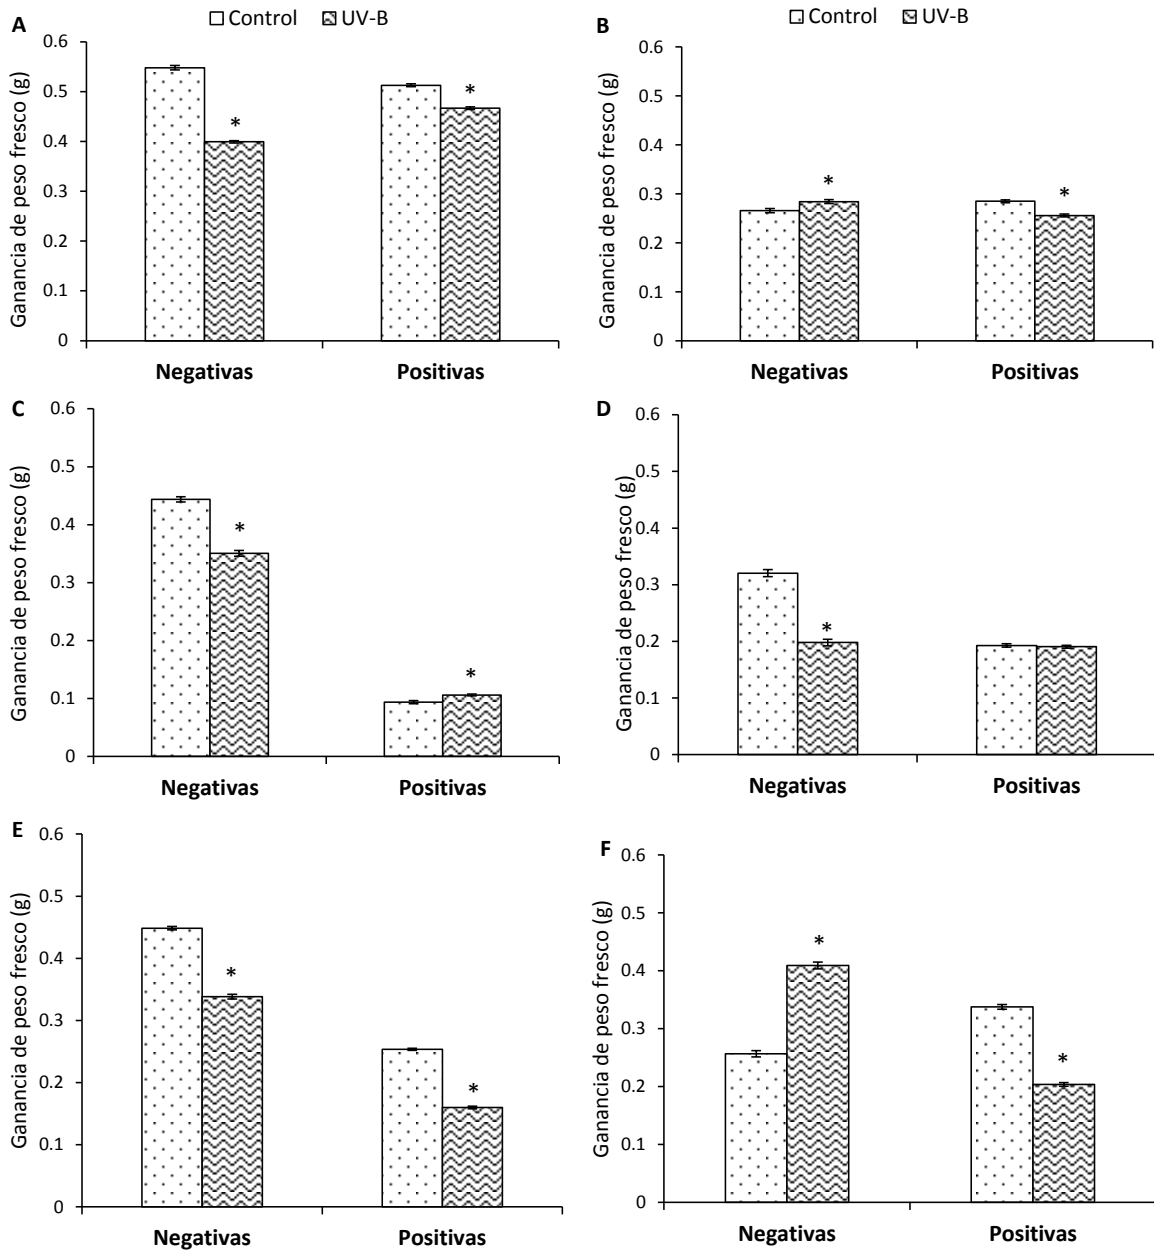 A
Control UV-B
Ganancia de peso fresco (g)
0.6
0.5
0.4
0.3
0.2
0.1
0
*
*
Negativas Positivas
B
Control UV-B
Ganancia de peso fresco (g)
0.6
0.5
0.4
0.3
0.2
0.1
0
*
*
Negativas Positivas
C
Ganancia de peso fresco (g)
0.6
0.5
0.4
0.3
0.2
0.1
0
*
*
Negativas Positivas
D
Ganancia de peso fresco (g)
0.6
0.5
0.4
0.3
0.2
0.1
0
*
Negativas Positivas
E
Ganancia de peso fresco (g)
0.6
0.5
0.4
0.3
0.2
0.1
0
*
*
Negativas Positivas
F
Ganancia de peso fresco (g)
0.6
0.5
0.4
0.3
0.2
0.1
0
*
*
Negativas Positivas